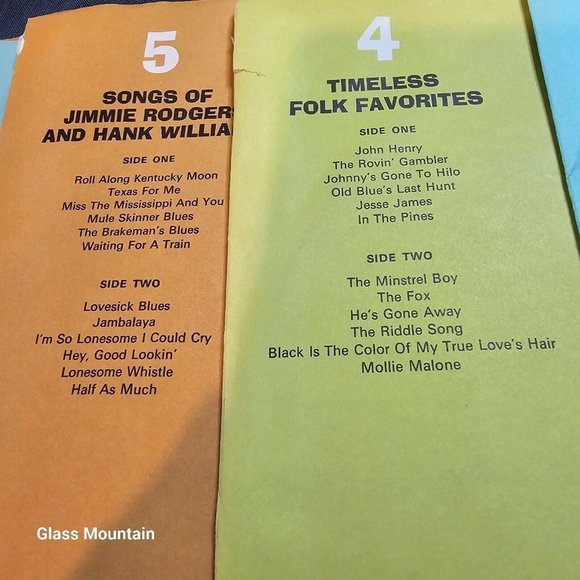 5
SONGS OF
JIMMIE RODGER
AND HANK WILLIA
SIDE ONE
Roll Along Kentucky Moon
Texas For Me
Miss The Mississippi And You
Mule Skinner Blues
The Brakeman's Blues
Waiting For A Train
SIDE TWO
Lovesick Blues
Jambalaya
I'm So Lonesome I Could Cry
Hey, Good Lookin'
Lonesome Whistle
Half As Much
4
TIMELESS
FOLK FAVORITES
SIDE ONE
John Henry
The Rovin' Gambler
Johnny's Gone To Hilo
Old Blue's Last Hunt
Jesse James
In The Pines
SIDE TWO
The Minstrel Boy
The Fox
He's Gone Away
The Riddle Song
Black Is The Color Of My True Love's Hair
Mollie Malone
Glass Mountain